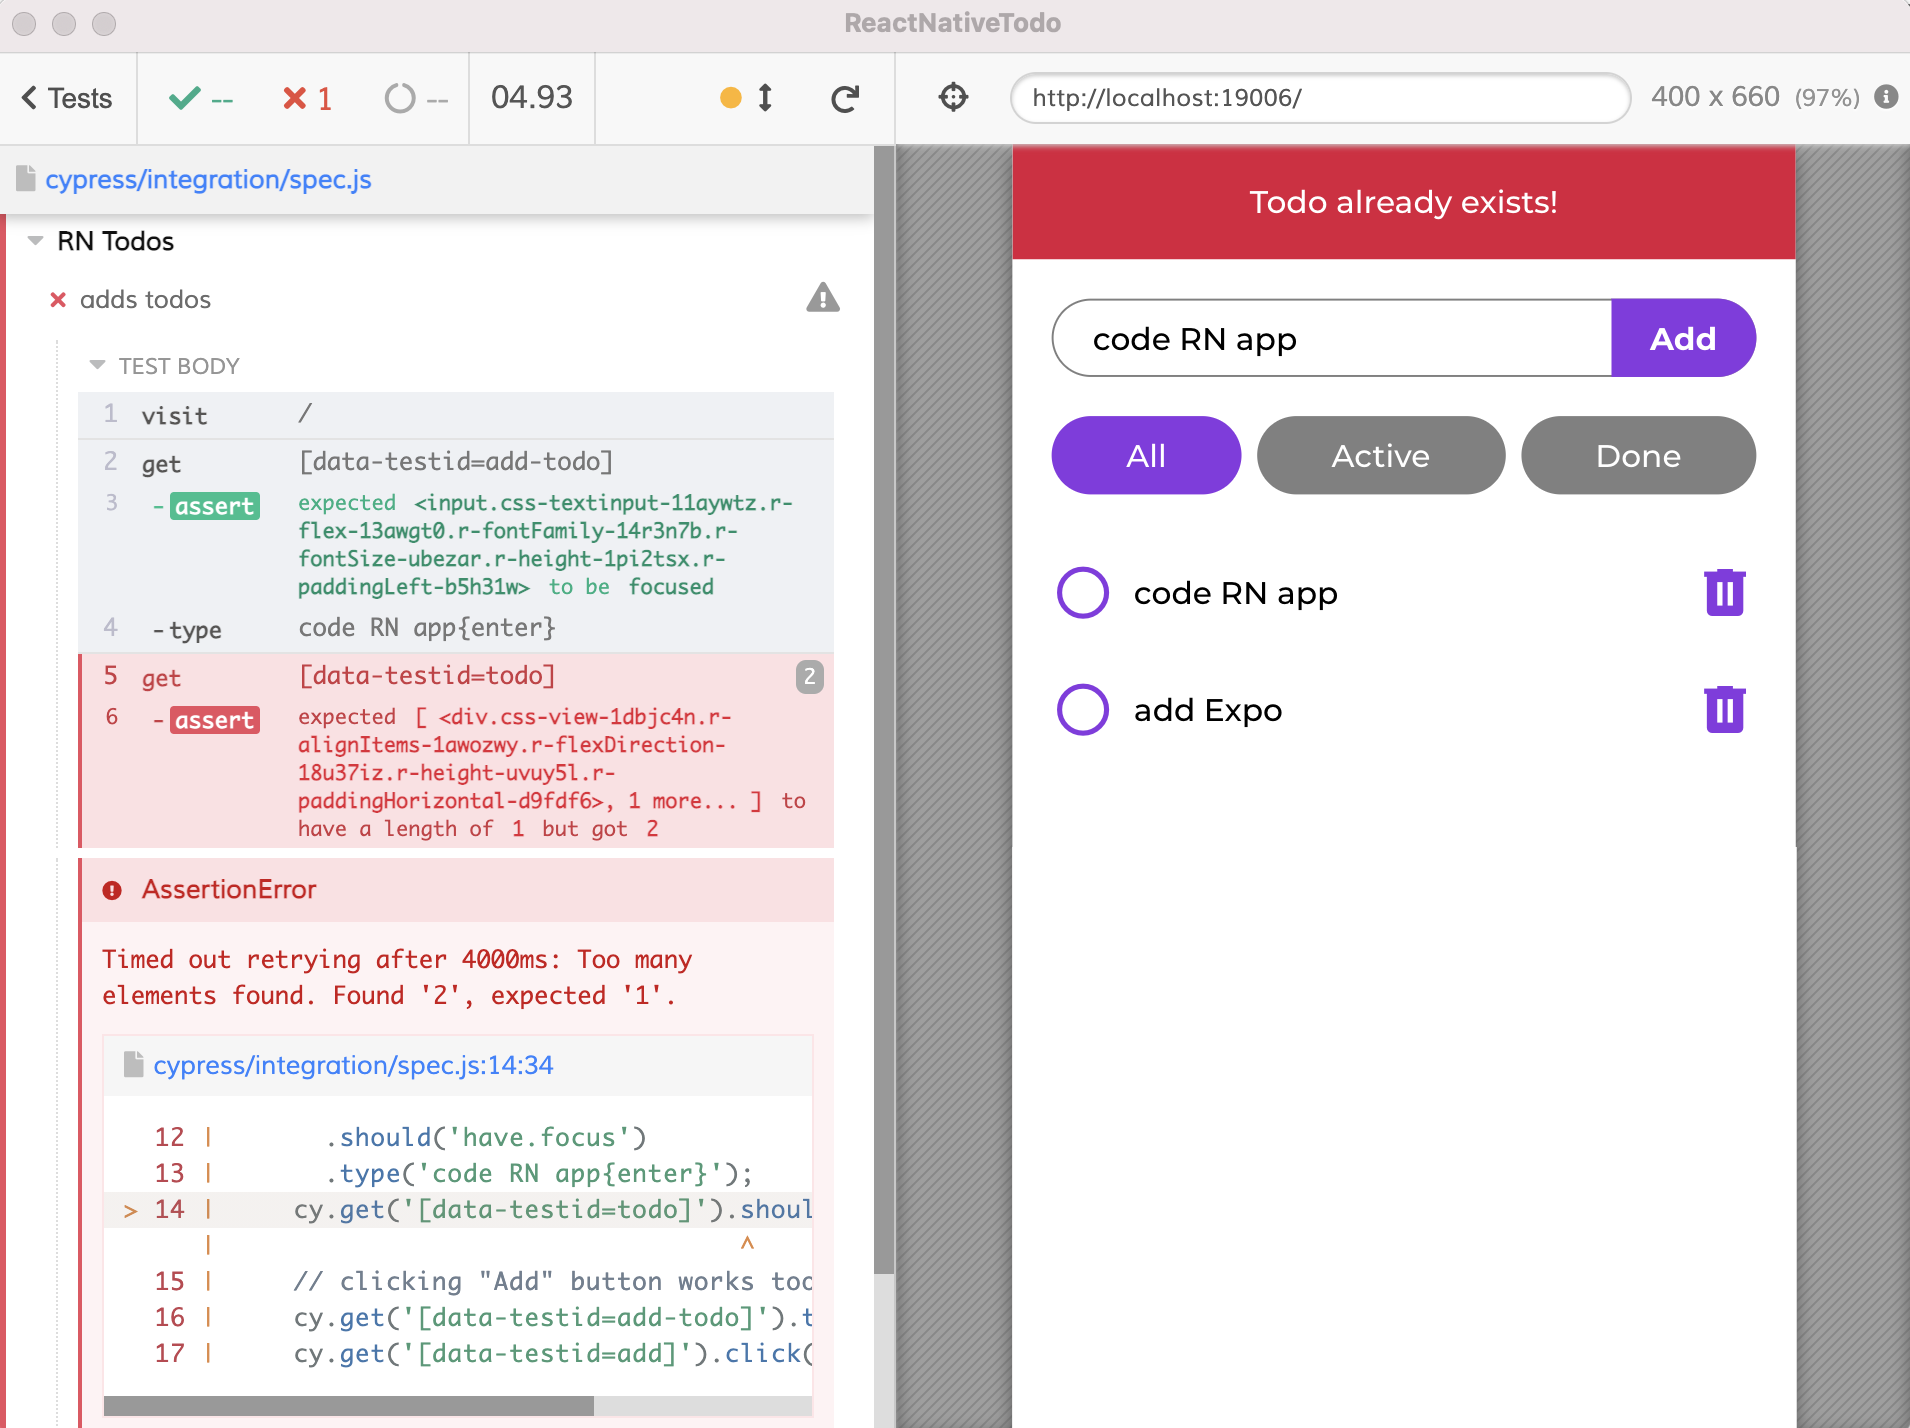 ReactNativeTodo
Tests
--
1
--
04.93
http://localhost:19006/
400 x 660 (97%)
cypress/integration/spec.js
RN Todos
adds todos
TEST BODY
1 visit /
2 get [data-testid=add-todo]
3 -assert expected <input.css-textinput-11aywtz.r-
flex-13awgt0.r-fontFamily-14r3n7b.r-
fontSize-ubezar.r-height-1pi2tsx.r-
paddingLeft-b5h31w> to be focused
4 -type code RN app{enter}
5 get [data-testid=todo] 2
6 -assert expected [ <div.css-view-1dbjc4n.r-
alignItems-1awozwy.r-flexDirection-
18u37iz.r-height-uvuy5l.r-
paddingHorizontal-d9fdf6>, 1 more... ] to
have a length of 1 but got 2
AssertionError
Timed out retrying after 4000ms: Too many
elements found. Found '2', expected '1'.
cypress/integration/spec.js:14:34
12 | .should('have.focus')
13 | .type('code RN app{enter}');
> 14 | cy.get('[data-testid=todo]').shoul
| ^
15 | // clicking "Add" button works too
16 | cy.get('[data-testid=add-todo]').t
17 | cy.get('[data-testid=add]').click(
Todo already exists!
code RN app
Add
All
Active
Done
code RN app
add Expo